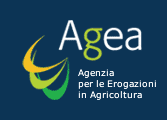 Agea
Agenzia
per le Erogazioni
in Agricoltura